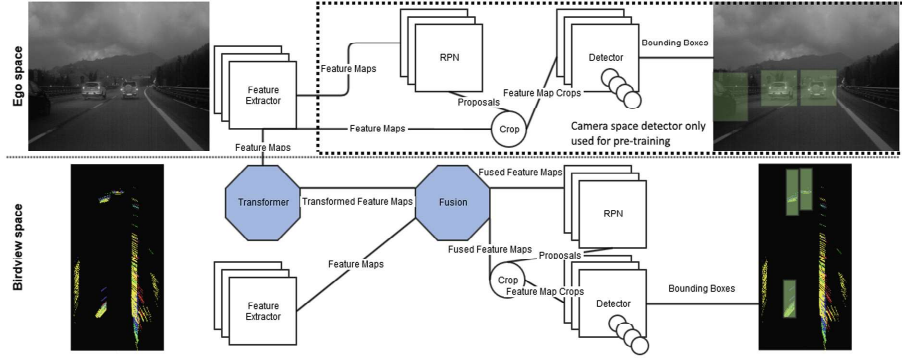 Ego space
Feature
Extractor
Feature Maps
RPN
Proposals
Feature Maps
Crop
Feature Map Crops
Detector
Bounding Boxes
Camera space detector only
used for pre-training
Feature Maps
Birdview space
Transformer
Transformed Feature Maps
Fusion
Fused Feature Maps
RPN
Fused Feature Maps
Proposals
Feature Maps
Crop
Feature Map Crops
Feature
Extractor
Detector
Bounding Boxes